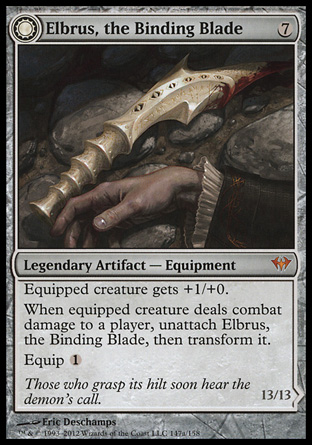 Elbrus, the Binding Blade 7
Legendary Artifact — Equipment
Equipped creature gets +1/+0.
When equipped creature deals combat
damage to a player, unattach Elbrus,
the Binding Blade, then transform it.
Equip 1
Those who grasp its hilt soon hear the
demon's call.
13/13
Eric Deschamps
™ & © 1993–2012 Wizards of the Coast LLC 147a/158